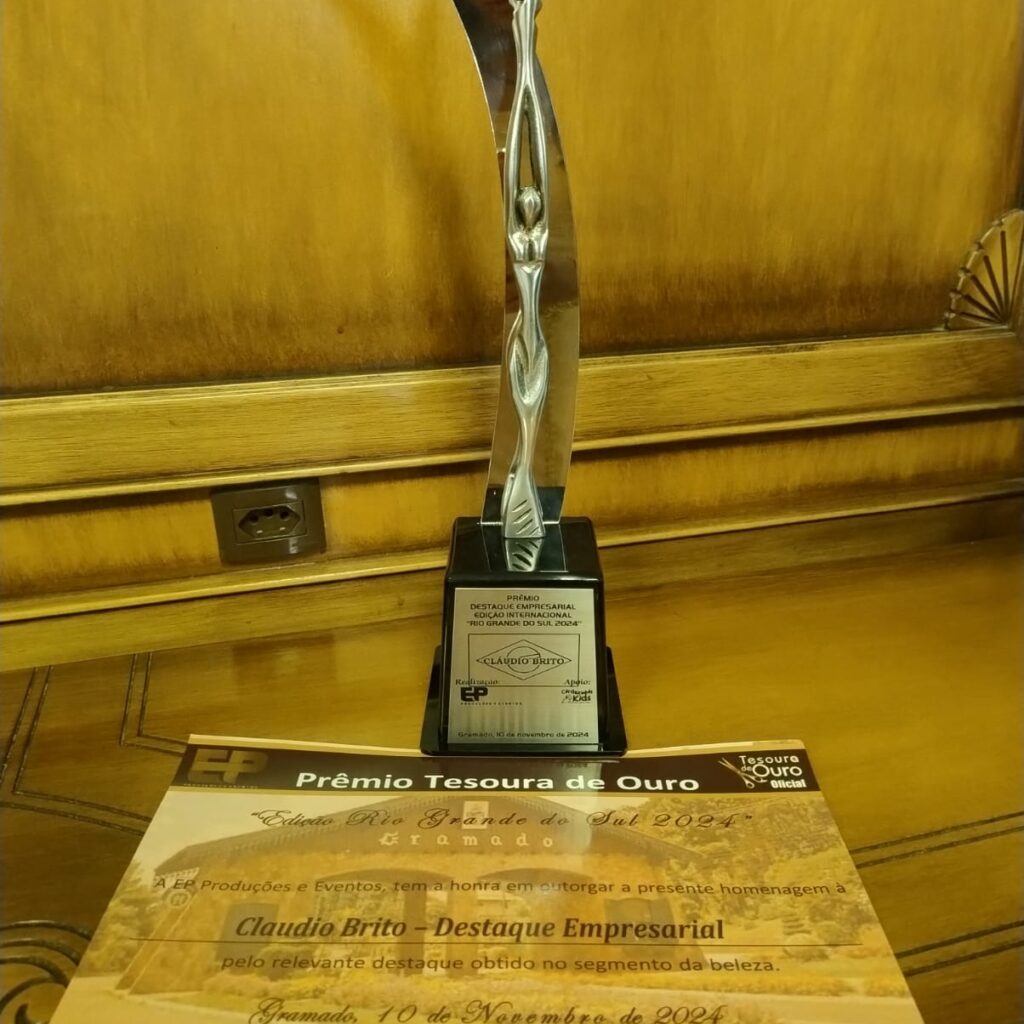 PRÊMIO
DESTAQUE EMPRESARIAL
EDIÇÃO INTERNACIONAL
"RIO GRANDE DO SUL 2024"
CLÁUDIO BRITO
Realização: Apoio:
EP Kids
PRODUÇÕES E EVENTOS
Gramado, 10 de novembro de 2024
EP
Prêmio Tesoura de Ouro
Tesoura
de Ouro
Oficial
"Edição Rio Grande do Sul 2024"
Gramado
A EP Produções e Eventos, tem a honra em outorgar a presente homenagem à
Claudio Brito – Destaque Empresarial
pelo relevante destaque obtido no segmento da beleza.
Gramado, 10 de Novembro de 2024